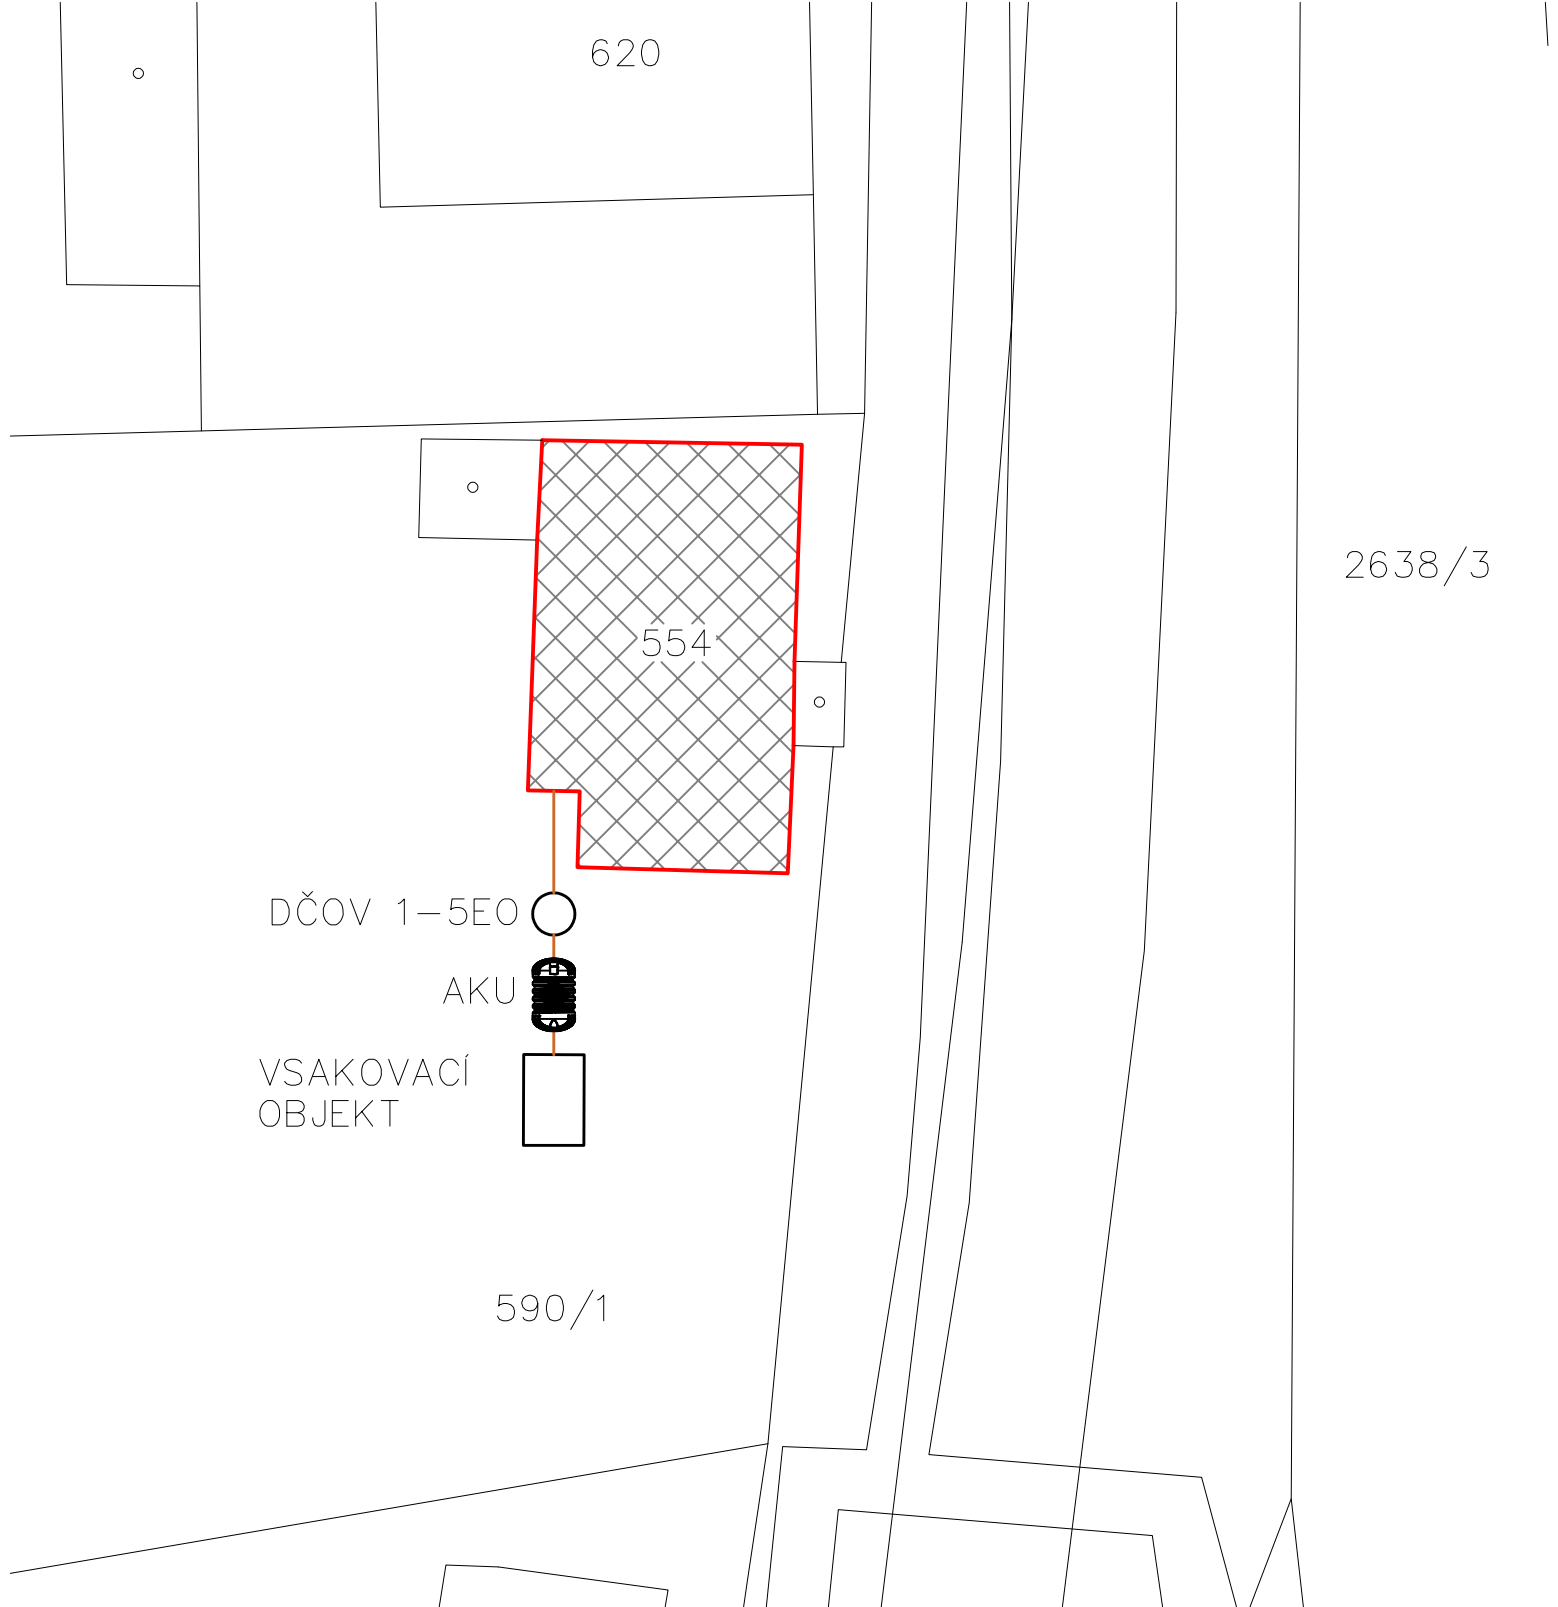 620
2638/3
554
DČOV 1-5EO
AKU
VSAKOVACÍ
OBJEKT
590/1